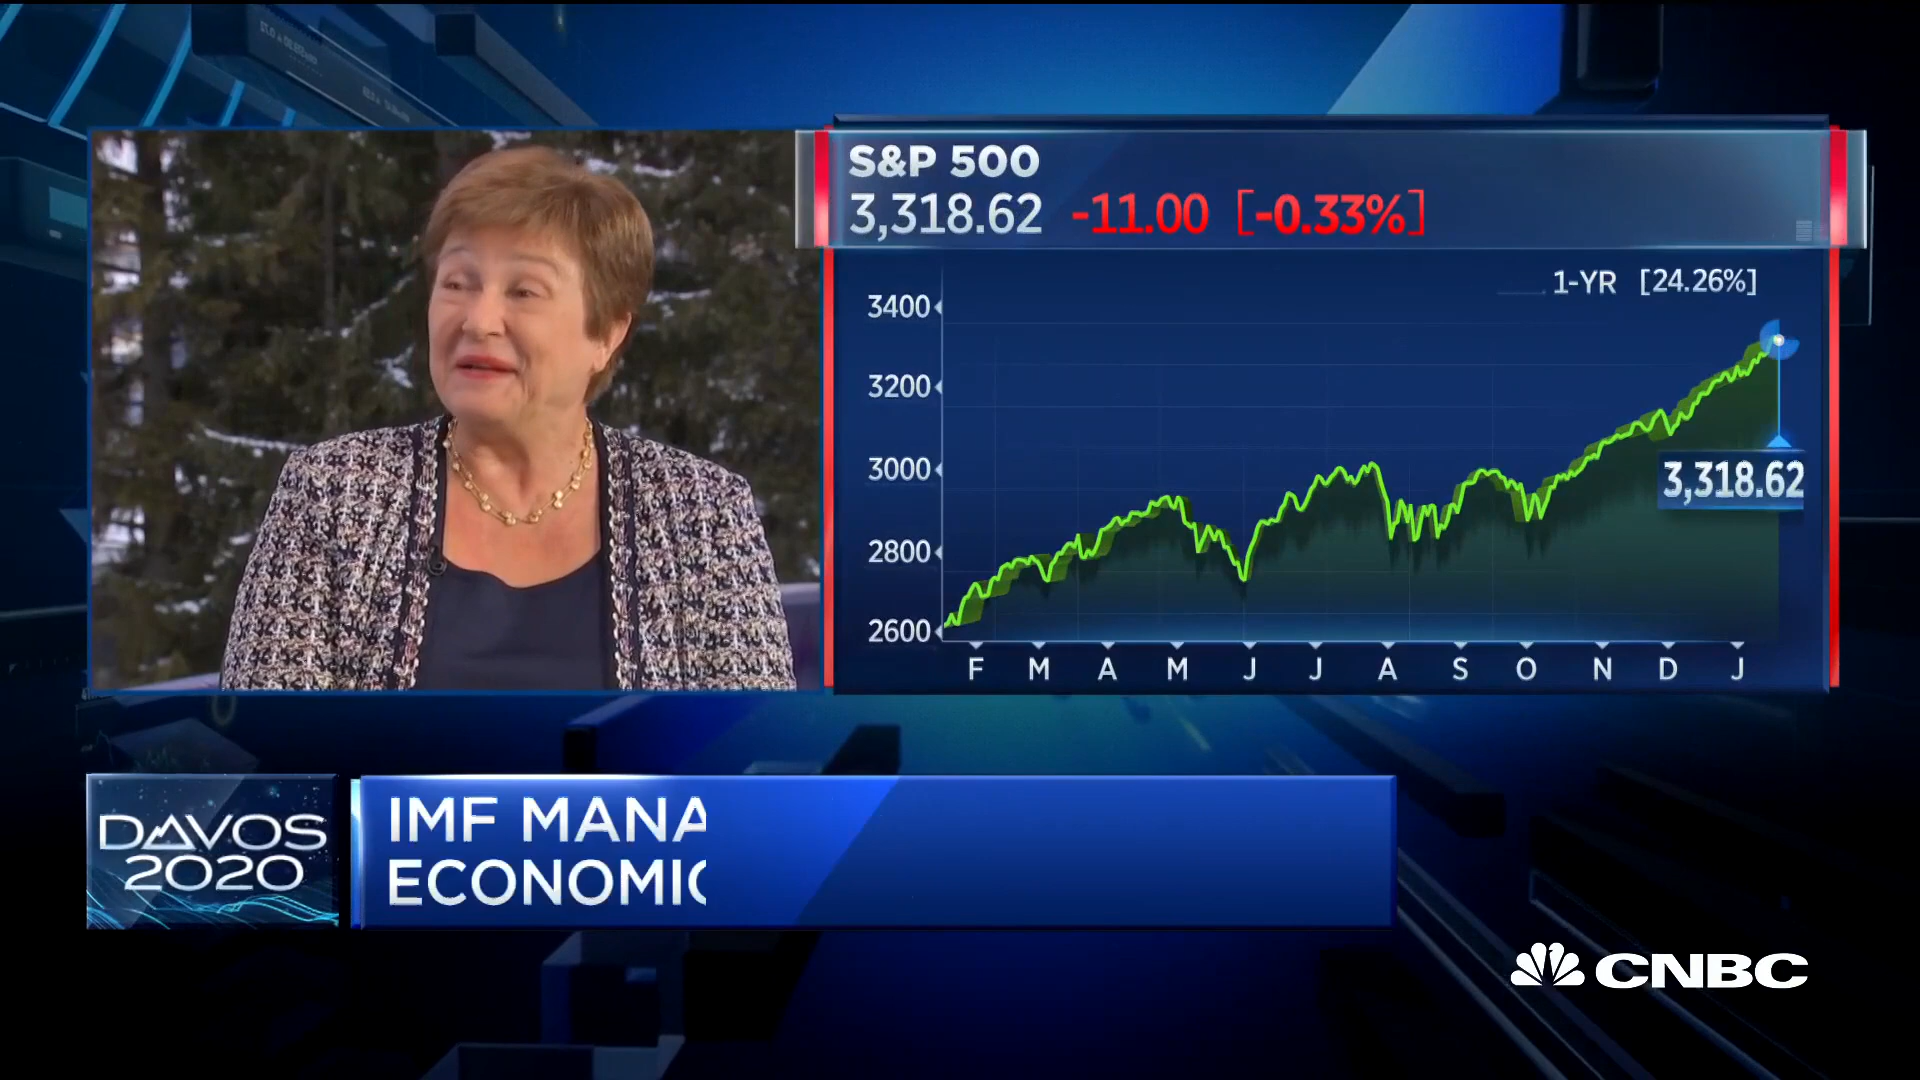 S&P 500
3,318.62 -11.00 [-0.33%]
1-YR [24.26%]
3400
3200
3000
2800
2600
3,318.62
F M A M J J A S O N D J
DAVOS
2020
IMF MANA
ECONOMIC
CNBC